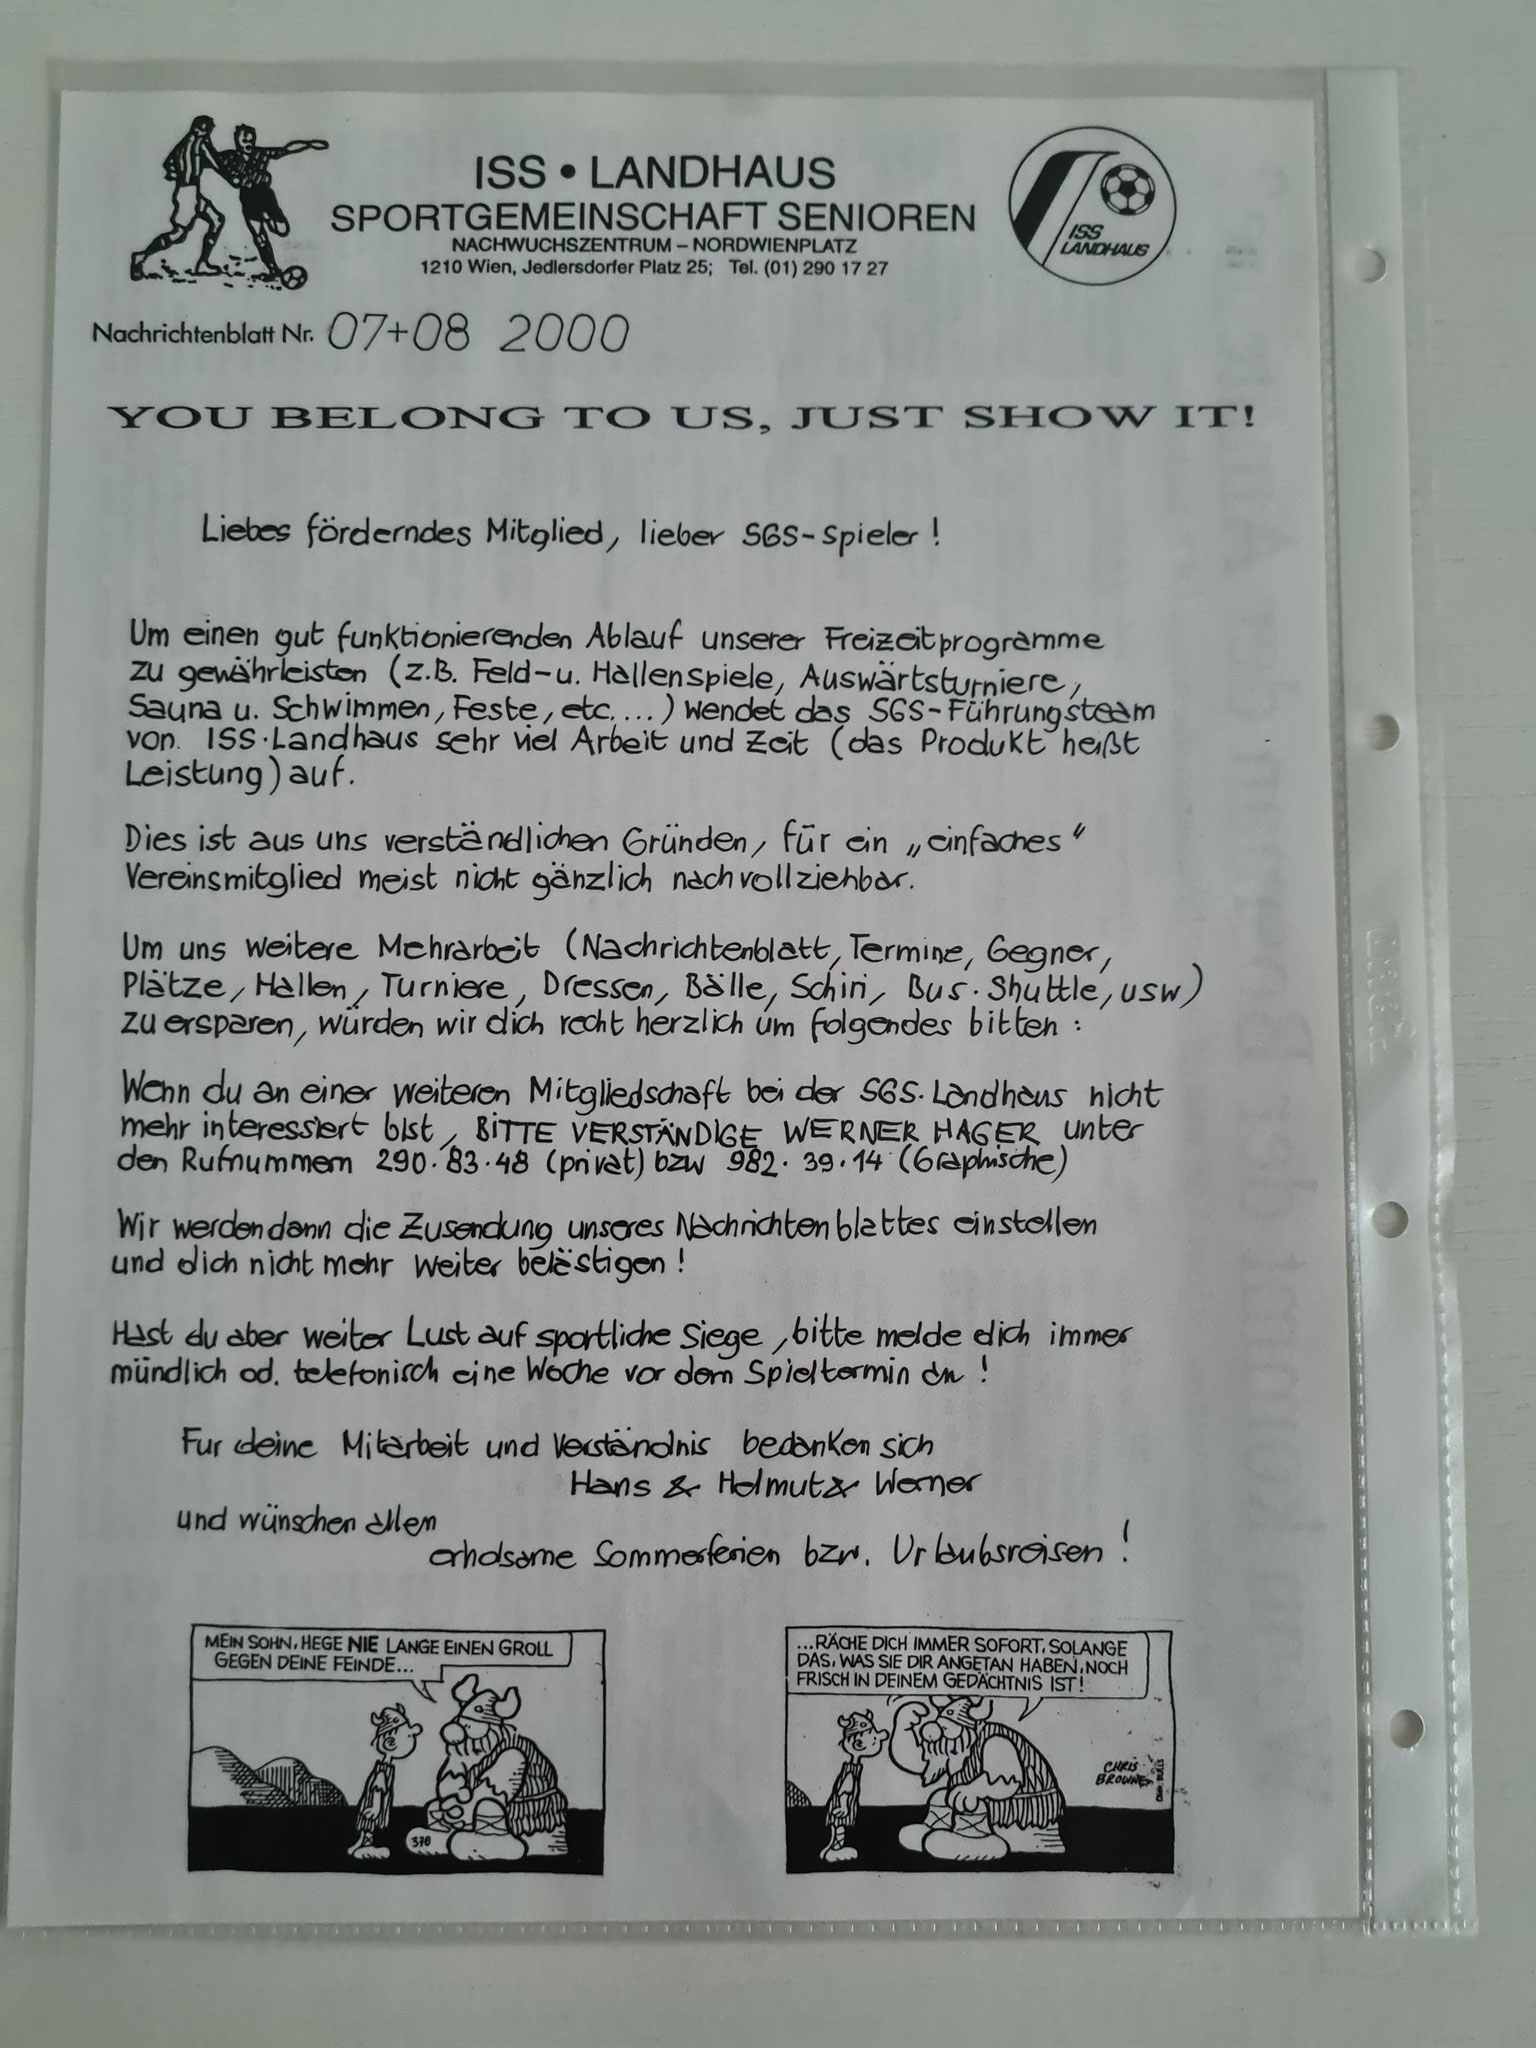 ISS • LANDHAUS
SPORTGEMEINSCHAFT SENIOREN
NACHWUCHSZENTRUM – NORDWIENPLATZ
1210 Wien, Jedlersdorfer Platz 25; Tel. (01) 290 17 27
ISS
LANDHAUS
Nachrichtenblatt Nr. 07+08 2000
YOU BELONG TO US, JUST SHOW IT!
Liebes förderndes Mitglied, lieber SGS-Spieler!
Um einen gut funktionierenden Ablauf unserer Freizeitprogramme
zu gewährleisten (z.B. Feld-u. Hallenspiele, Auswärtsturniere,
Sauna u. Schwimmen, Feste, etc. ...) wendet das SGS-Führungsteam
von ISS·Landhaus sehr viel Arbeit und Zeit (das Produkt heißt
Leistung) auf.
Dies ist aus uns verständlichen Gründen, für ein „einfaches"
Vereinsmitglied meist nicht gänzlich nachvollziehbar.
Um uns weitere Mehrarbeit (Nachrichtenblatt, Termine, Gegner,
Plätze, Hallen, Turniere, Dressen, Bälle, Schiri, Bus·Shuttle, usw)
zu ersparen, würden wir dich recht herzlich um folgendes bitten:
Wenn du an einer weiteren Mitgliedschaft bei der SGS·Landhaus nicht
mehr interessiert bist, BITTE VERSTÄNDIGE WERNER HAGER unter
den Rufnummern 290·83·48 (privat) bzw 982·39·14 (Graphische)
Wir werden dann die Zusendung unseres Nachrichtenblattes einstellen
und dich nicht mehr weiter belästigen!
Hast du aber weiter Lust auf sportliche Siege, bitte melde dich immer
mündlich od. telefonisch eine Woche vor dem Spieltermin an!
Fur deine Mitarbeit und Verständnis bedanken sich
Hans & Helmut & Werner
und wünschen allen
erholsame Sommerferien bzw. Urlaubsreisen!
MEIN SOHN, HEGE NIE LANGE EINEN GROLL
GEGEN DEINE FEINDE...
378
...RÄCHE DICH IMMER SOFORT, SOLANGE
DAS, WAS SIE DIR ANGETAN HABEN, NOCH
FRISCH IN DEINEM GEDÄCHTNIS IST!
CHRIS
BROWNE